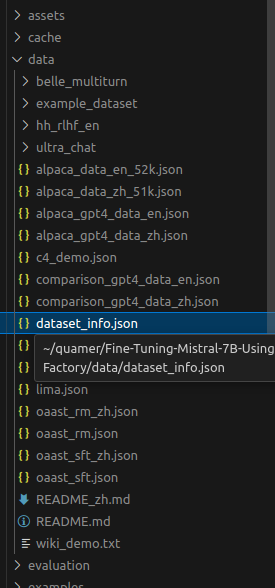 assets
cache
data
belle_multiturn
example_dataset
hh_rlhf_en
ultra_chat
alpaca_data_en_52k.json
alpaca_data_zh_51k.json
alpaca_gpt4_data_en.json
alpaca_gpt4_data_zh.json
c4_demo.json
comparison_gpt4_data_en.json
comparison_gpt4_data_zh.json
dataset_info.json
~/quamer/Fine-Tuning-Mistral-7B-Using
Factory/data/dataset_info.json
lima.json
oaast_rm_zh.json
oaast_rm.json
oaast_sft_zh.json
oaast_sft.json
README_zh.md
README.md
wiki_demo.txt
evaluation
examples